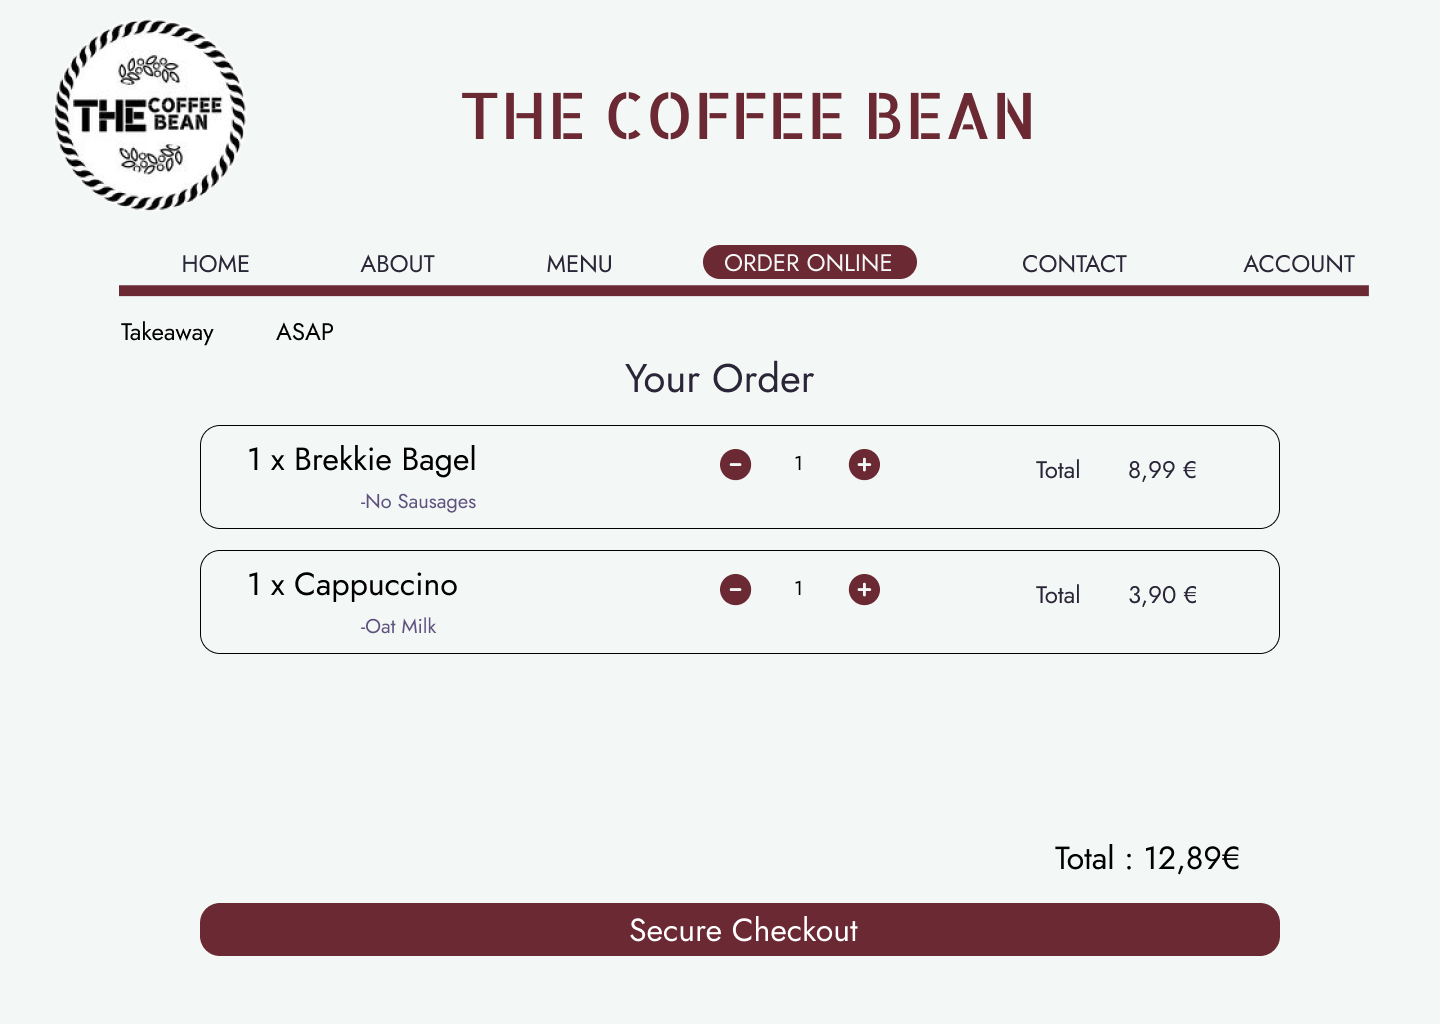 THE COFFEE BEAN
THE COFFEE BEAN
HOME ABOUT MENU ORDER ONLINE CONTACT ACCOUNT
Takeaway ASAP
Your Order
1 x Brekkie Bagel 1 Total 8,99 €
-No Sausages
1 x Cappuccino 1 Total 3,90 €
-Oat Milk
Total : 12,89€
Secure Checkout